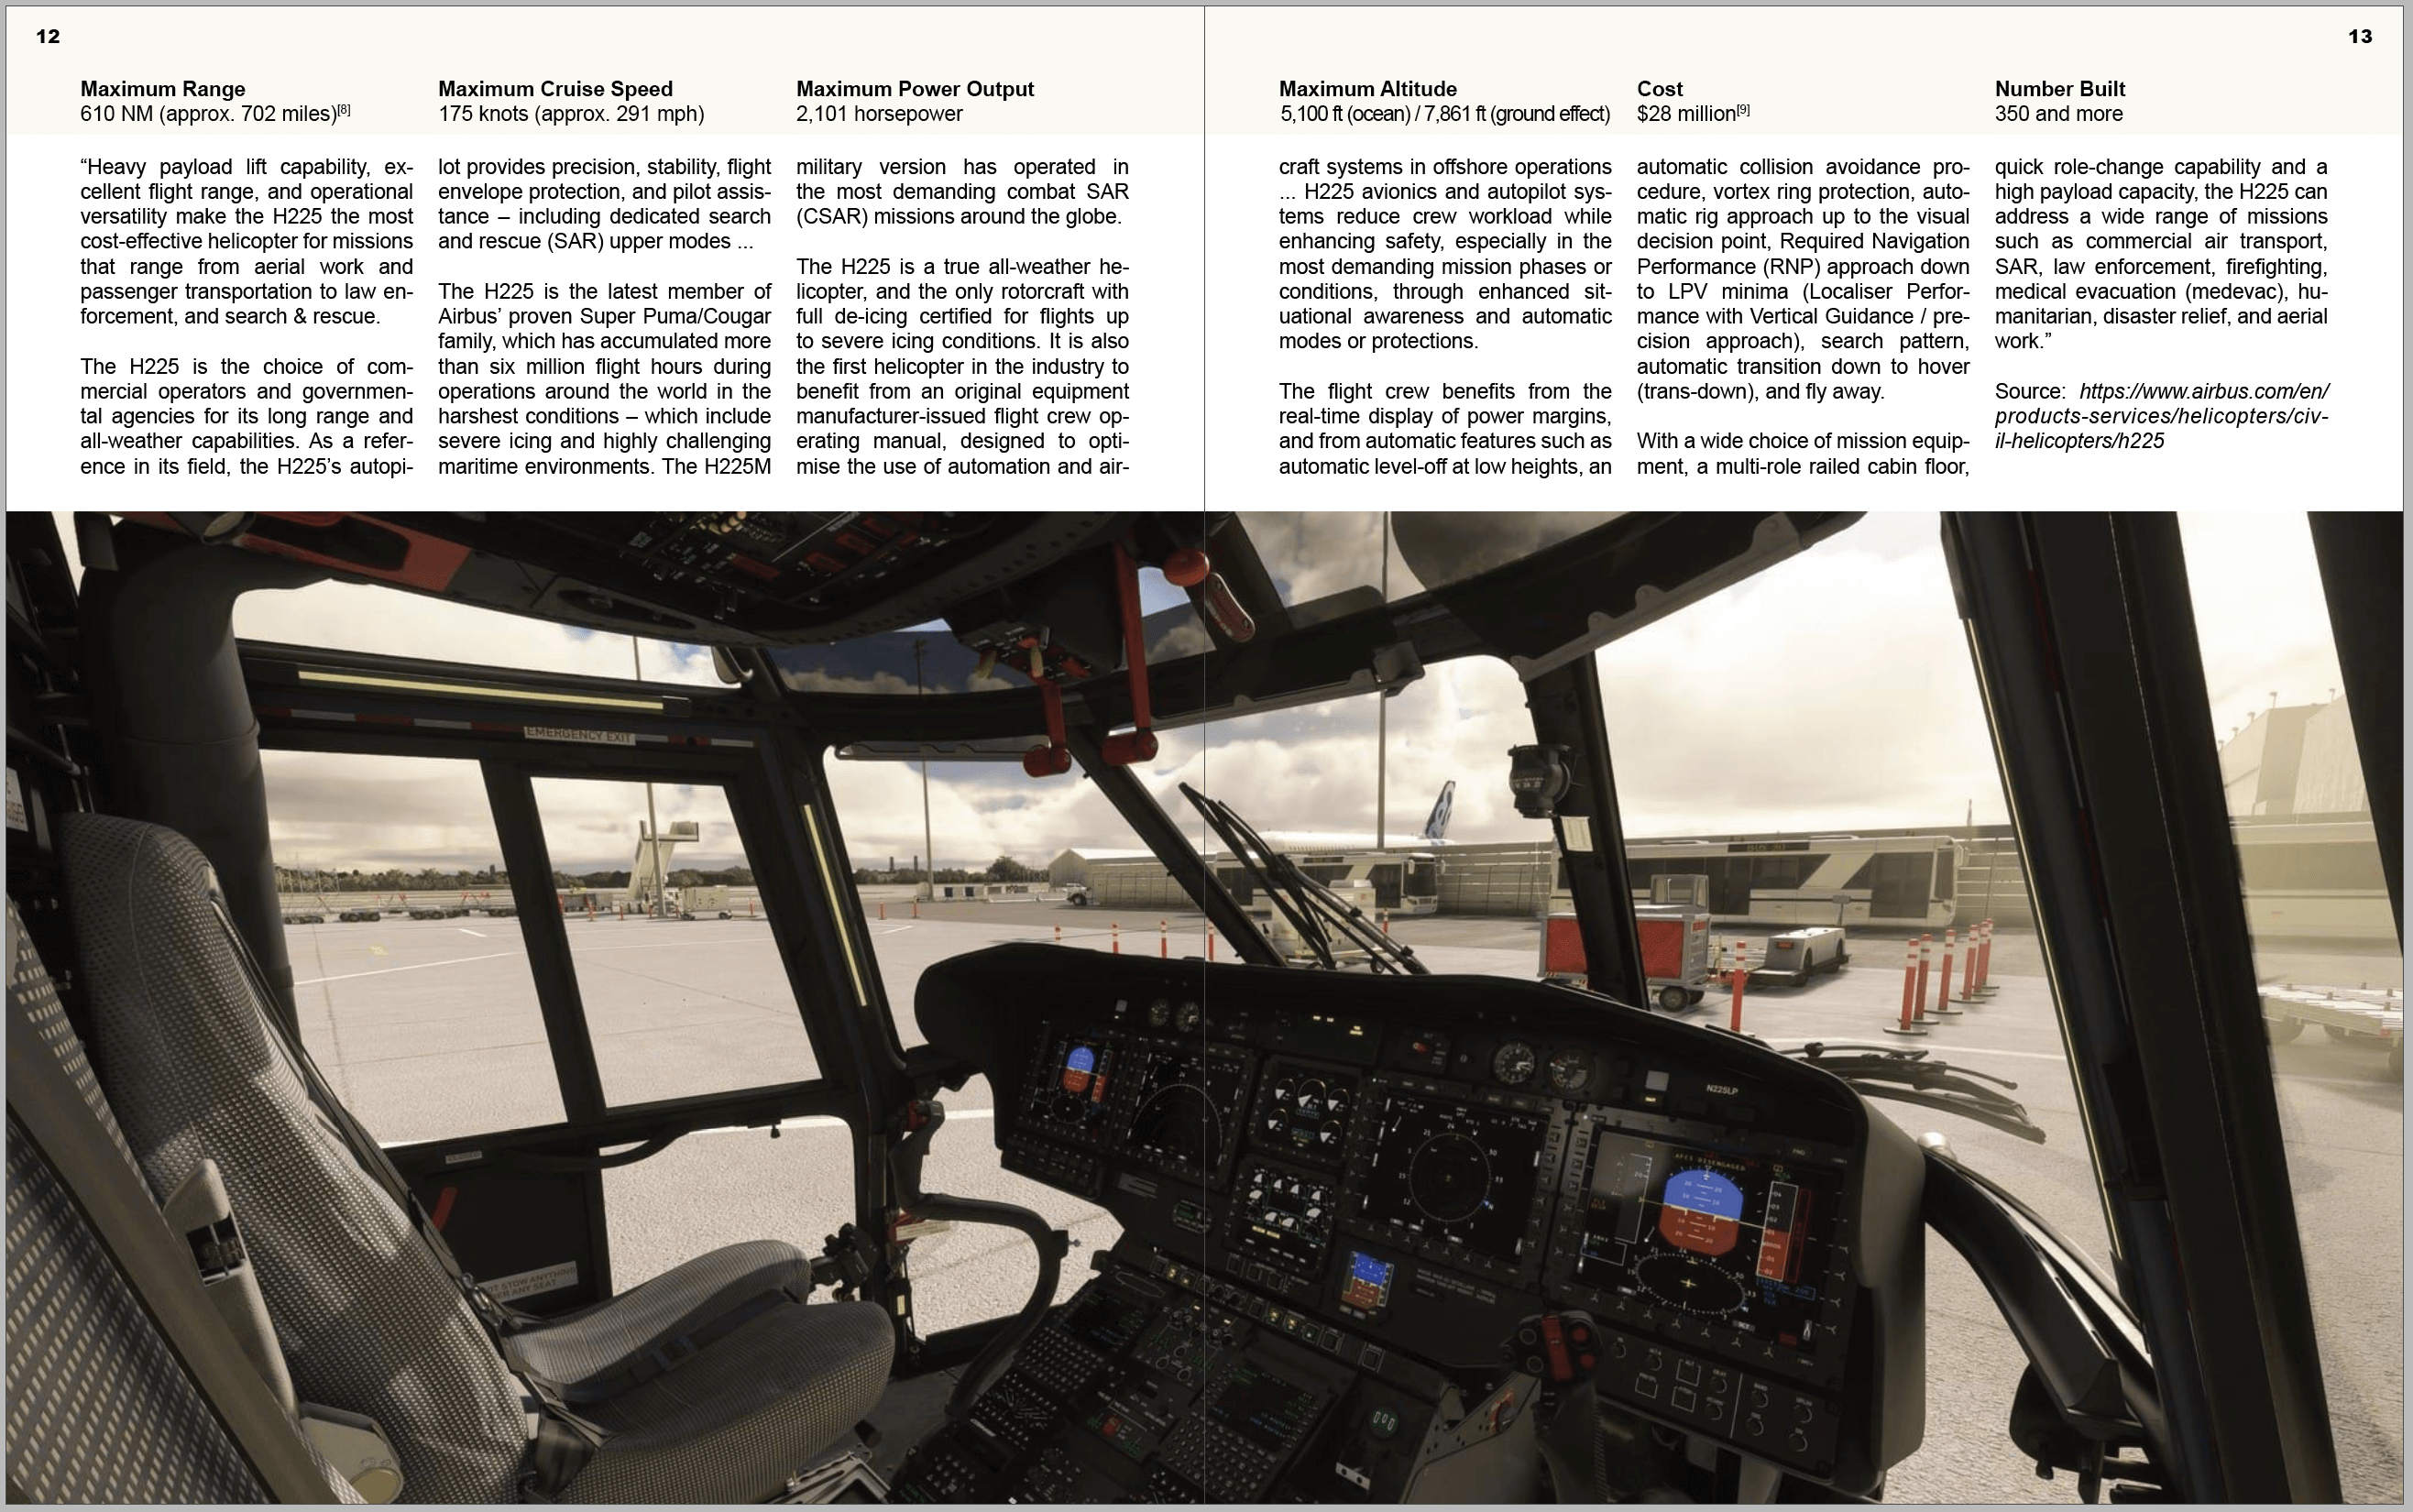 12
13
Maximum Range
610 NM (approx. 702 miles)[8]
Maximum Cruise Speed
175 knots (approx. 291 mph)
Maximum Power Output
2,101 horsepower
Maximum Altitude
5,100 ft (ocean) / 7,861 ft (ground effect)
Cost
$28 million[9]
Number Built
350 and more
“Heavy payload lift capability, ex-
cellent flight range, and operational
versatility make the H225 the most
cost-effective helicopter for missions
that range from aerial work and
passenger transportation to law en-
forcement, and search & rescue.
The H225 is the choice of com-
mercial operators and governmen-
tal agencies for its long range and
all-weather capabilities. As a refer-
ence in its field, the H225’s autopi-
lot provides precision, stability, flight
envelope protection, and pilot assis-
tance – including dedicated search
and rescue (SAR) upper modes ...
The H225 is the latest member of
Airbus’ proven Super Puma/Cougar
family, which has accumulated more
than six million flight hours during
operations around the world in the
harshest conditions – which include
severe icing and highly challenging
maritime environments. The H225M
military version has operated in
the most demanding combat SAR
(CSAR) missions around the globe.
The H225 is a true all-weather he-
licopter, and the only rotorcraft with
full de-icing certified for flights up
to severe icing conditions. It is also
the first helicopter in the industry to
benefit from an original equipment
manufacturer-issued flight crew op-
erating manual, designed to opti-
mise the use of automation and air-
craft systems in offshore operations
... H225 avionics and autopilot sys-
tems reduce crew workload while
enhancing safety, especially in the
most demanding mission phases or
conditions, through enhanced sit-
uational awareness and automatic
modes or protections.
The flight crew benefits from the
real-time display of power margins,
and from automatic features such as
automatic level-off at low heights, an
automatic collision avoidance pro-
cedure, vortex ring protection, auto-
matic rig approach up to the visual
decision point, Required Navigation
Performance (RNP) approach down
to LPV minima (Localiser Perfor-
mance with Vertical Guidance / pre-
cision approach), search pattern,
automatic transition down to hover
(trans-down), and fly away.
With a wide choice of mission equip-
ment, a multi-role railed cabin floor,
quick role-change capability and a
high payload capacity, the H225 can
address a wide range of missions
such as commercial air transport,
SAR, law enforcement, firefighting,
medical evacuation (medevac), hu-
manitarian, disaster relief, and aerial
work.”
Source: https://www.airbus.com/en/
products-services/helicopters/civ-
il-helicopters/h225
EMERGENCY EXIT
N225LP
APCS DISENGAGED
NOT STOW ANYTHING
ANY SEAT